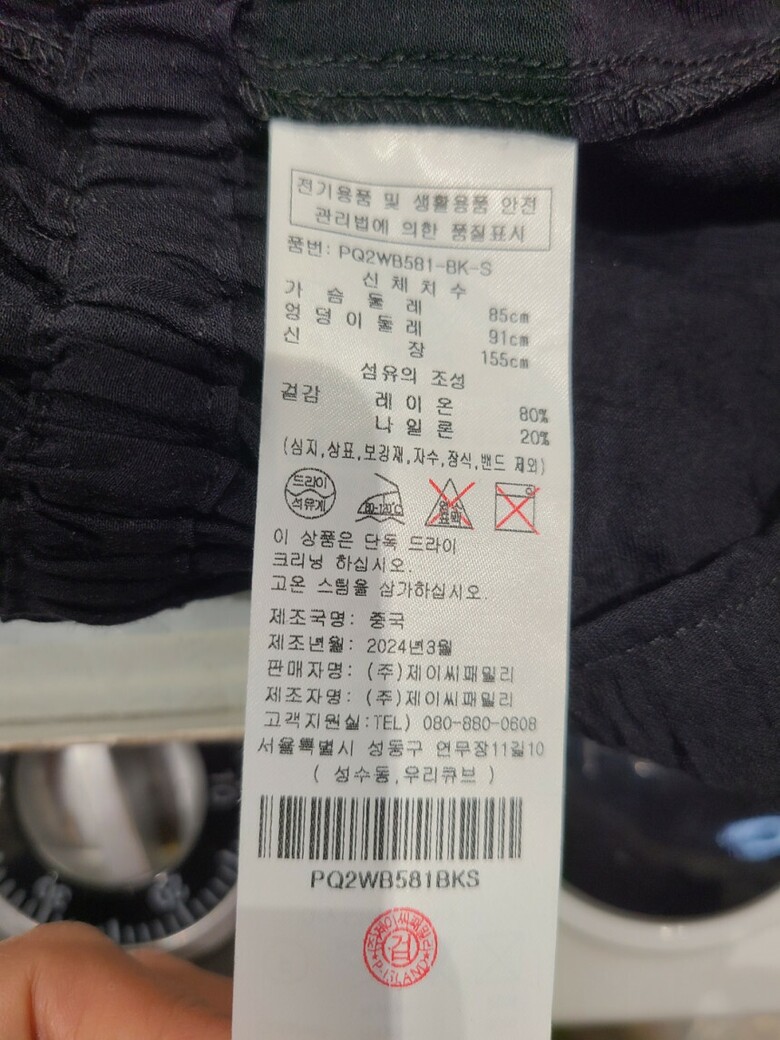 전기용품 및 생활용품 안전
관리법에 의한 품질표시
품번: PQ2WB581-BK-S
신체치수
가슴둘레 85cm
엉덩이둘레 91cm
신장 155cm
섬유의 조성
겉감 레이온 80%
나일론 20%
(심지,상표,보강재,자수,장식,밴드 제외)
드라이
석유계
80~120℃
염소
표백
이 상품은 단독 드라이
크리닝 하십시오.
고온 스팀을 삼가하십시오.
제조국명: 중국
제조년월: 2024년3월
판매자명: (주)제이씨패밀리
제조자명: (주)제이씨패밀리
고객지원실:TEL) 080-880-0608
서울특별시 성동구 연무장11길10
(성수동,우리큐브)
PQ2WB581BKS
(주)제이씨패밀리
검
P.ISLAND